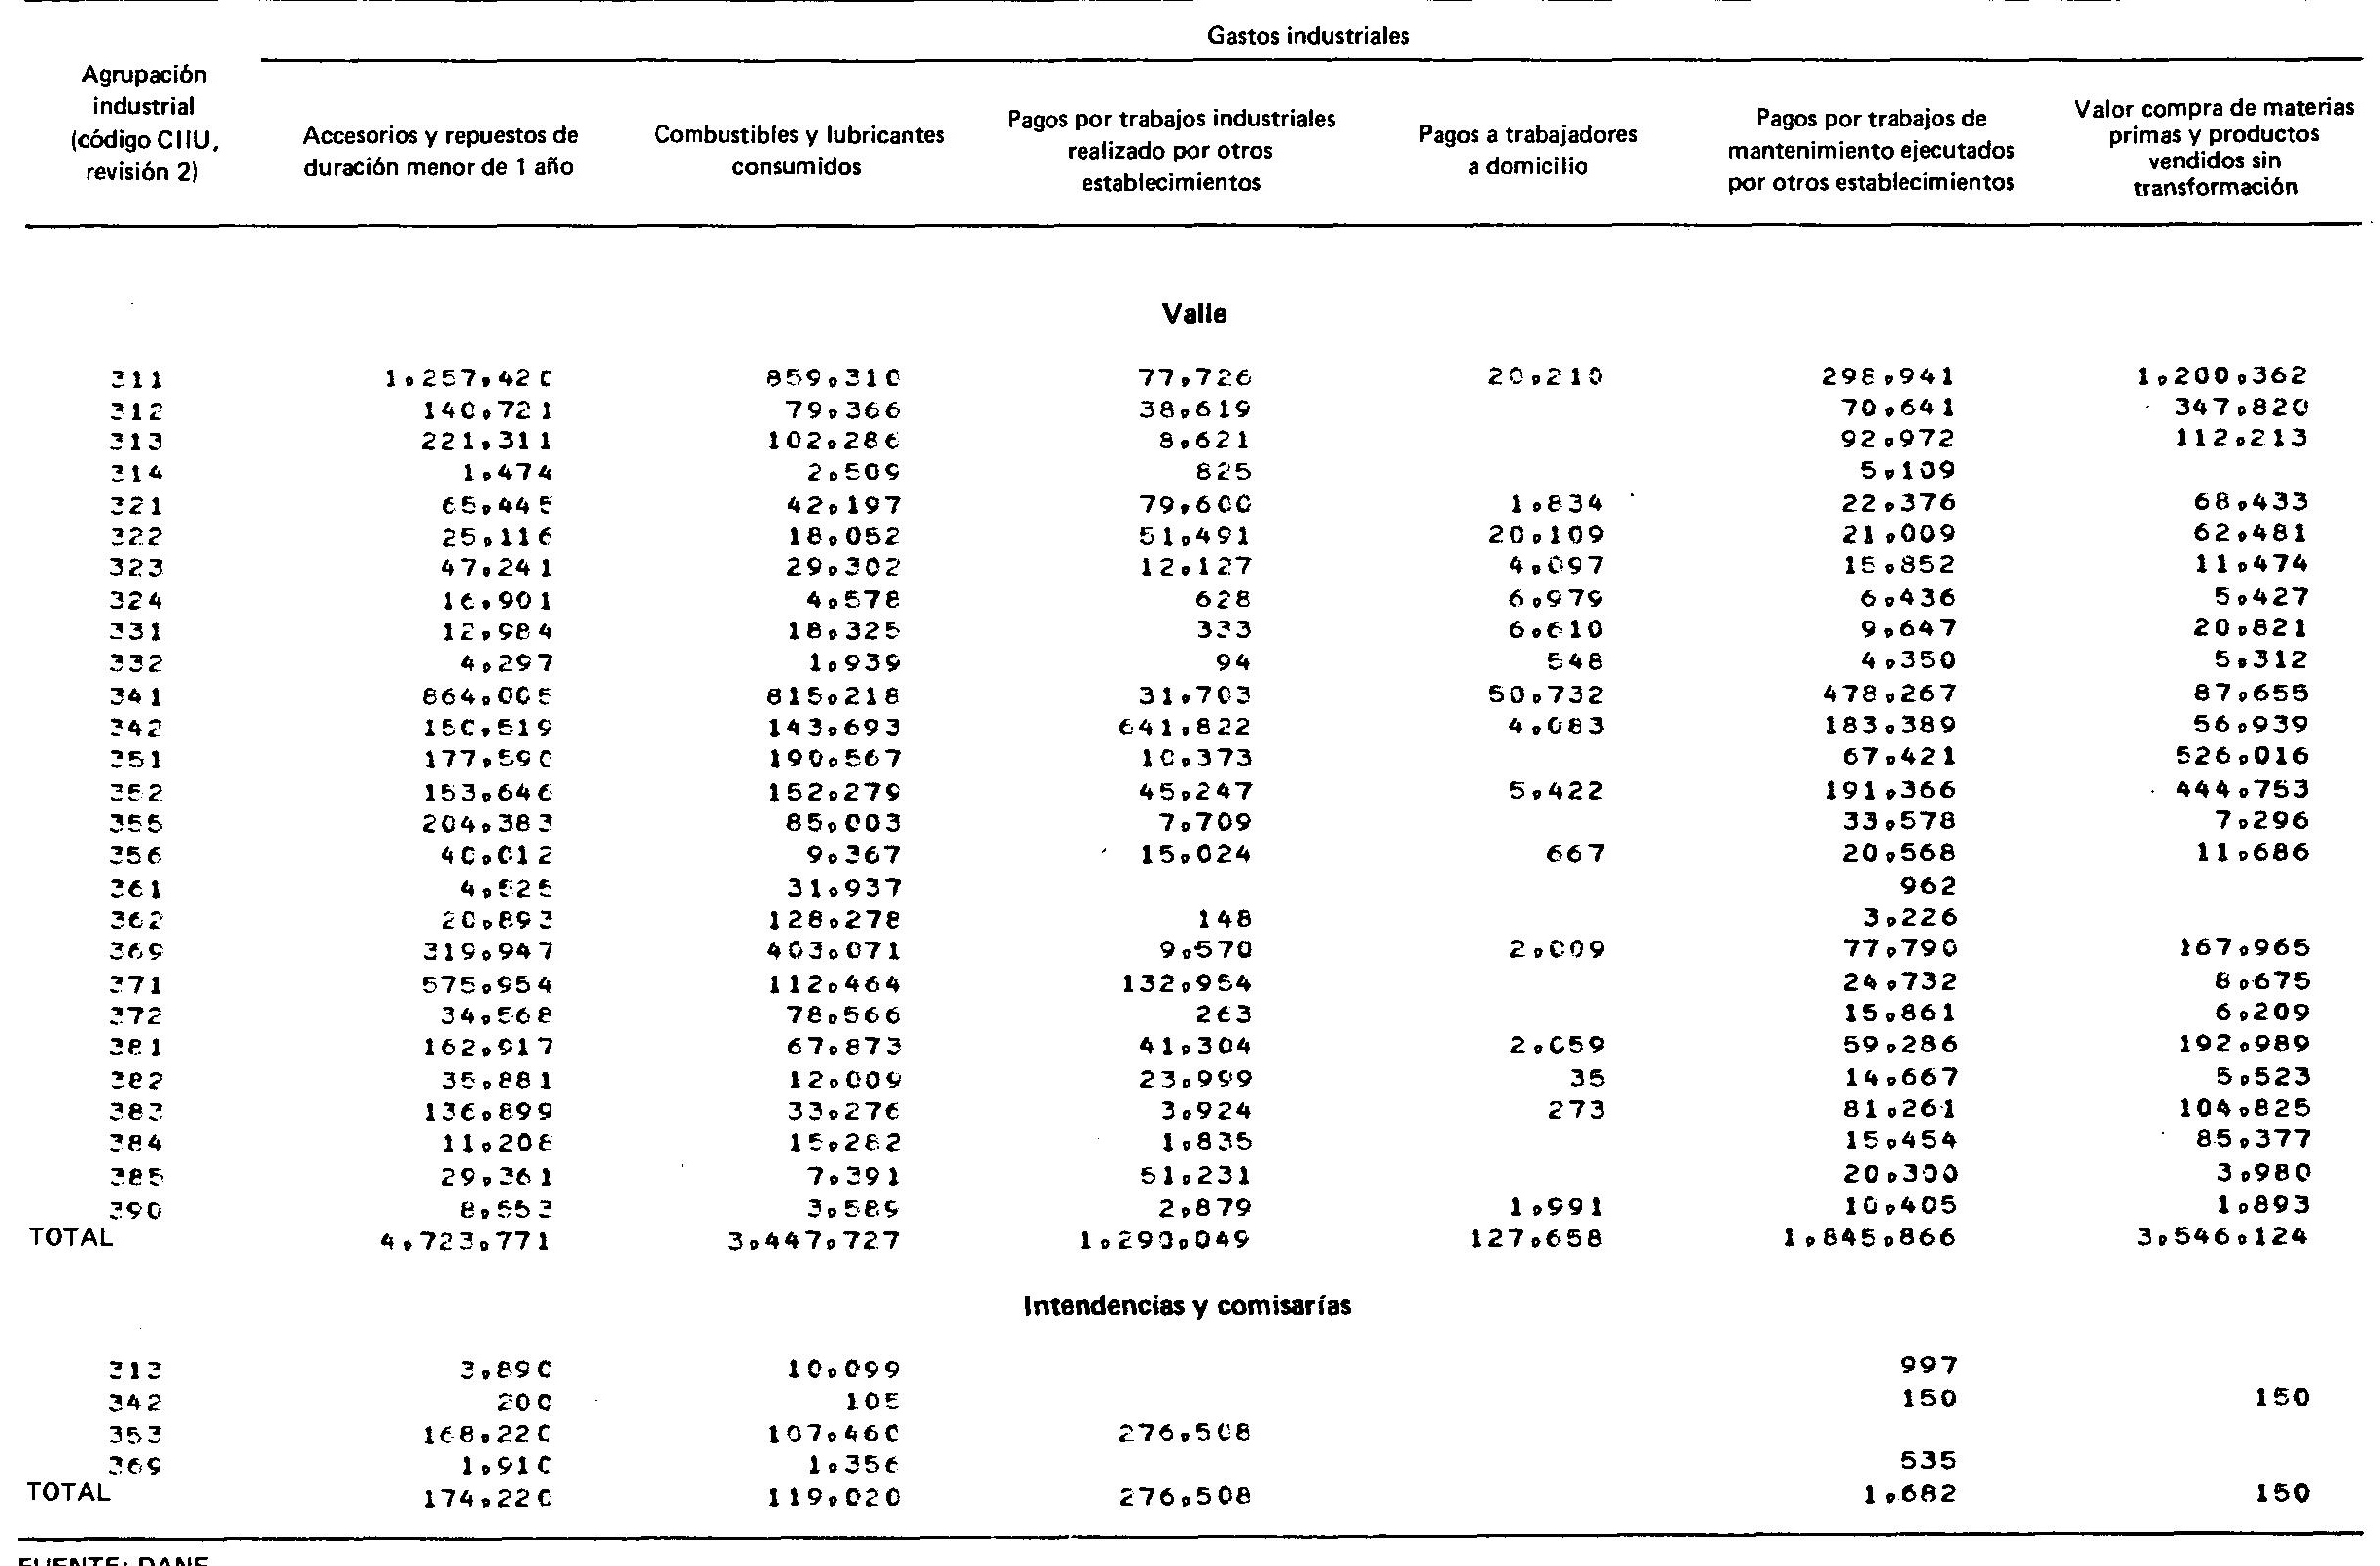 Gastos industriales
Agrupación industrial (código CIIU, revisión 2) Accesorios y repuestos de duración menor de 1 año Combustibles y lubricantes consumidos Pagos por trabajos industriales realizado por otros establecimientos Pagos a trabajadores a domicilio Pagos por trabajos de mantenimiento ejecutados por otros establecimientos Valor compra de materias primas y productos vendidos sin transformación
Valle
311 1,257,420 859,310 77,726 20,210 298,941 1,200,362
312 140,721 79,366 38,619 70,641 347,820
313 221,311 102,286 8,621 92,972 112,213
314 1,474 2,509 825 5,109
321 65,445 42,197 79,600 1,834 22,376 68,433
322 25,116 18,052 51,491 20,109 21,009 62,481
323 47,241 29,302 12,127 4,097 15,852 11,474
324 16,901 4,578 628 6,979 6,436 5,427
331 12,984 18,325 333 6,610 9,647 20,821
332 4,297 1,939 94 548 4,350 5,312
341 864,005 815,218 31,703 50,732 478,267 87,655
342 150,519 143,693 641,822 4,083 183,389 56,939
351 177,590 190,567 10,373 67,421 526,016
352 153,646 152,279 45,247 5,422 191,366 444,753
355 204,383 85,003 7,709 33,578 7,296
356 40,012 9,367 15,024 667 20,568 11,686
361 4,525 31,937 962
362 20,893 128,278 148 3,226
369 319,947 403,071 9,570 2,009 77,790 167,965
371 575,954 112,464 132,954 24,732 8,675
372 34,568 78,566 263 15,861 6,209
381 162,917 67,873 41,304 2,059 59,286 192,989
382 35,881 12,009 23,999 35 14,667 5,523
383 136,899 33,276 3,924 273 81,261 104,825
384 11,208 15,282 1,835 15,454 85,377
385 29,361 7,391 51,231 20,300 3,980
390 8,553 3,589 2,879 1,991 10,405 1,893
TOTAL 4,723,771 3,447,727 1,290,049 127,658 1,845,866 3,546,124
Intendencias y comisarías
313 3,890 10,099 997
342 200 105 150 150
353 168,220 107,460 276,508
369 1,910 1,356 535
TOTAL 174,220 119,020 276,508 1,682 150
FUENTE: DANE